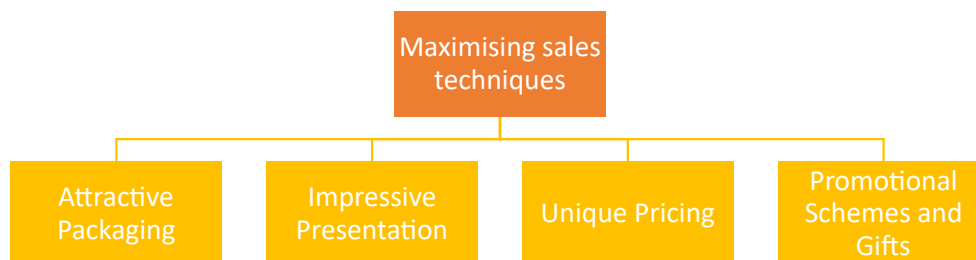 Maximising sales
techniques
Attractive
Packaging
Impressive
Presentation
Unique Pricing
Promotional
Schemes and
Gifts